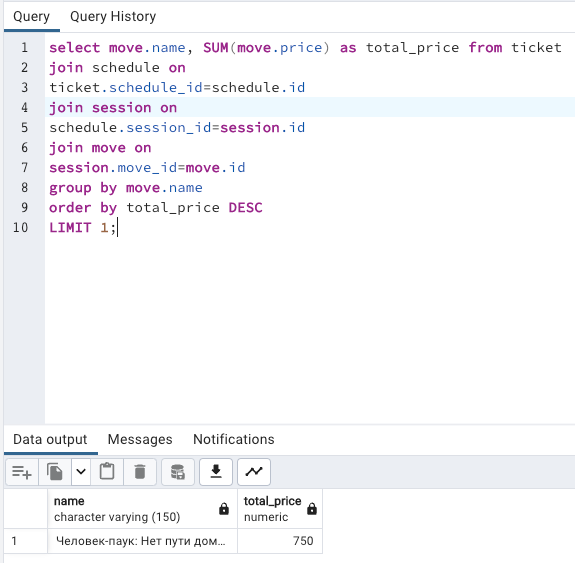 Query Query History
1 select move.name, SUM(move.price) as total_price from ticket
2 join schedule on
3 ticket.schedule_id=schedule.id
4 join session on
5 schedule.session_id=session.id
6 join move on
7 session.move_id=move.id
8 group by move.name
9 order by total_price DESC
10 LIMIT 1;
Data output Messages Notifications
name total_price
character varying (150) numeric
1 Человек-паук: Нет пути дом... 750